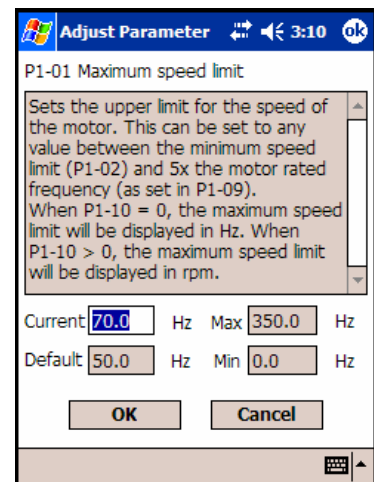 Adjust Parameter 3:10 ok
P1-01 Maximum speed limit
Sets the upper limit for the speed of
the motor. This can be set to any
value between the minimum speed
limit (P1-02) and 5x the motor rated
frequency (as set in P1-09).
When P1-10 = 0, the maximum speed
limit will be displayed in Hz. When
P1-10 > 0, the maximum speed limit
will be displayed in rpm.
Current 70.0 Hz Max 350.0 Hz
Default 50.0 Hz Min 0.0 Hz
OK Cancel